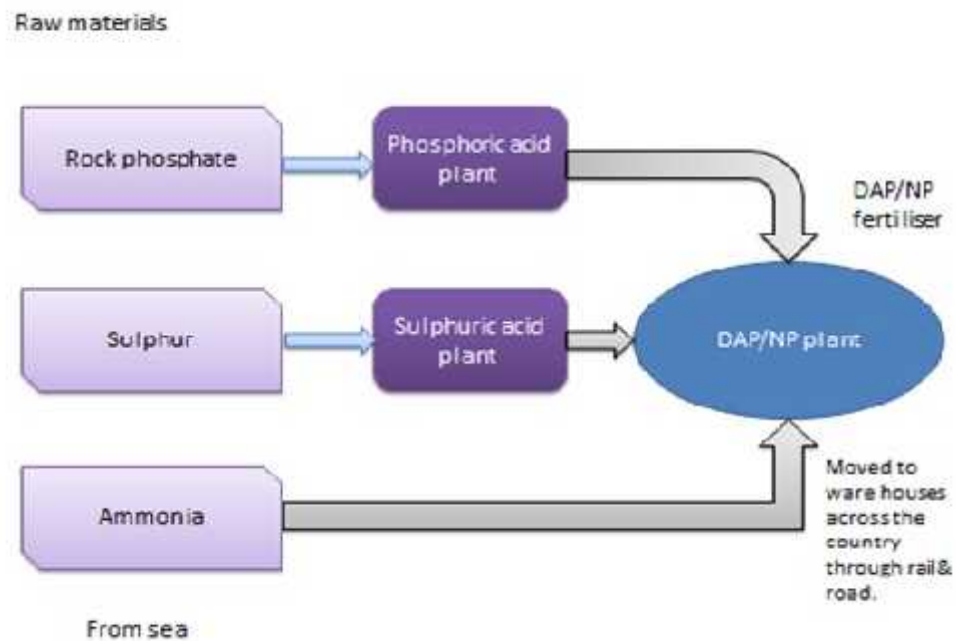 Raw materials
Rock phosphate
Phosphoric acid
plant
DAP/NP
fertiliser
Sulphur
Sulphuric acid
plant
DAP/NP plant
Ammonia
Moved to
ware houses
across the
country
through rail&
road.
From sea